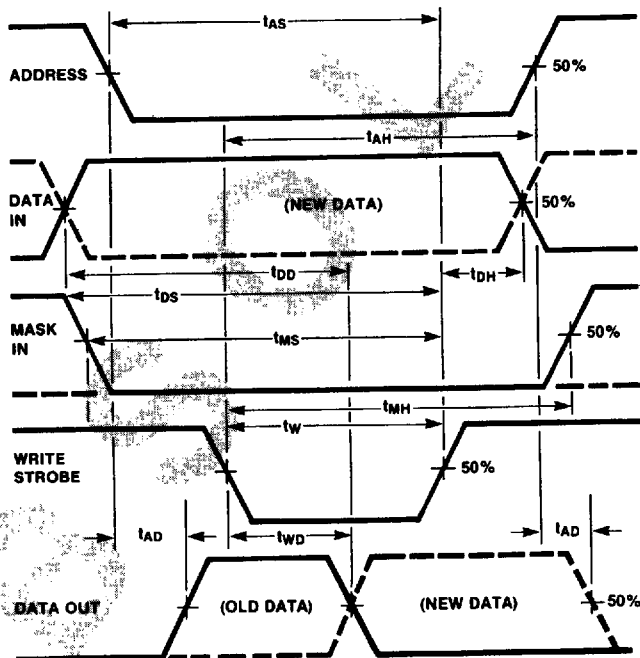 tAS
ADDRESS
50%
tAH
DATA IN
(NEW DATA)
50%
tDD
tDH
tDS
MASK IN
50%
tMS
tMH
tW
WRITE STROBE
50%
tAD
tWD
tAD
DATA OUT
(OLD DATA)
(NEW DATA)
50%